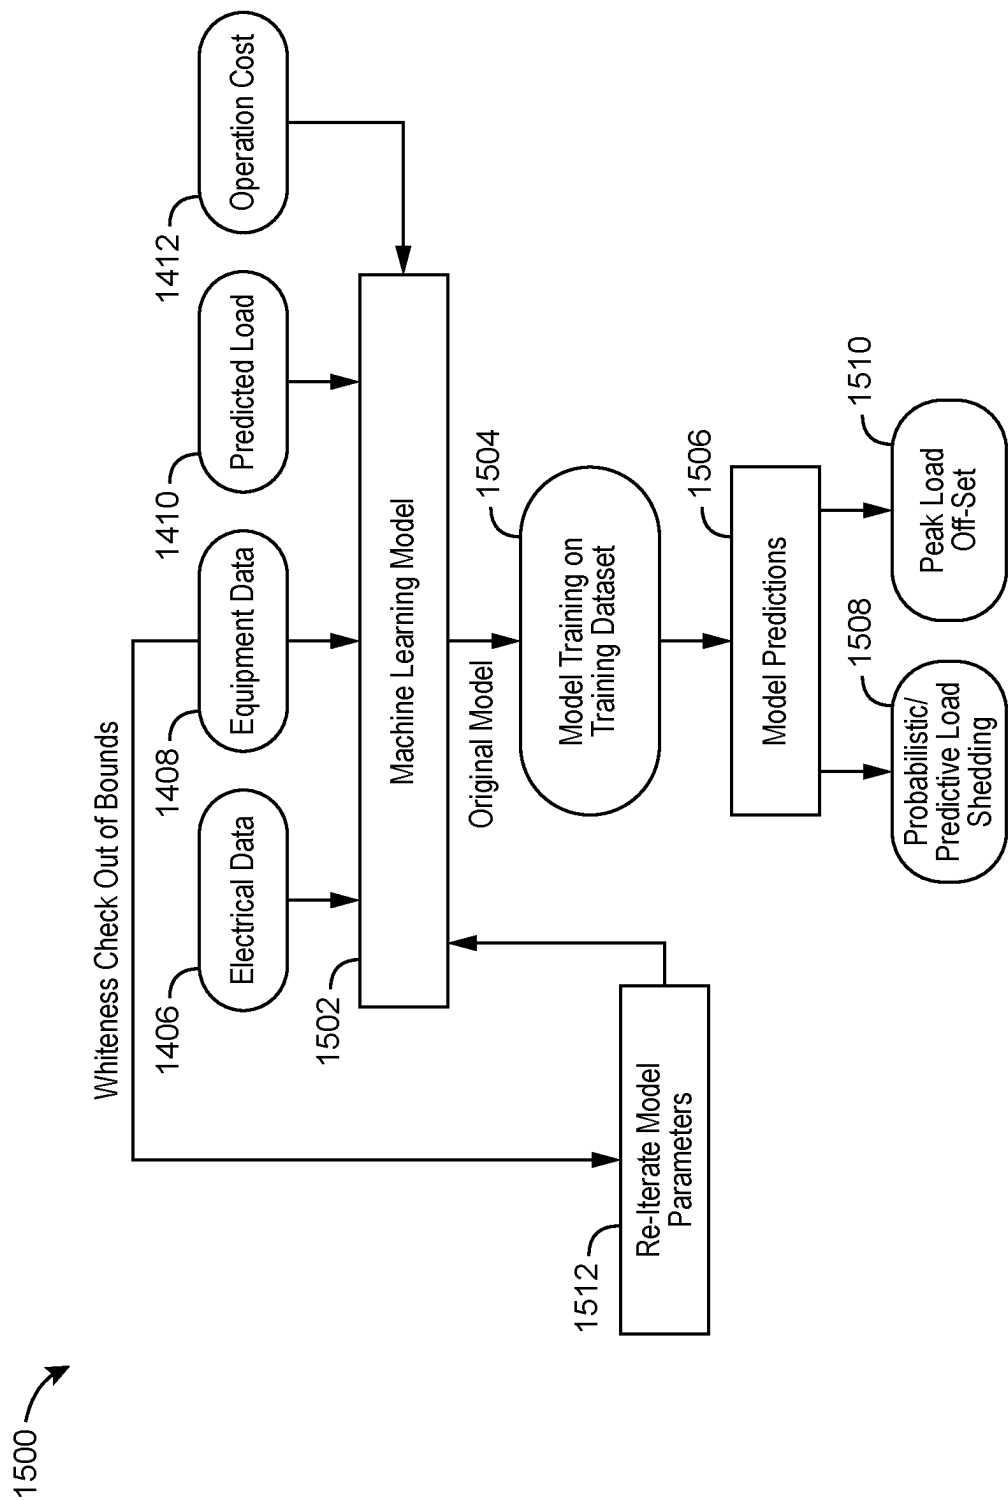 1500
Whiteness Check Out of Bounds
1406
Electrical Data
1408
Equipment Data
1410
Predicted Load
1412
Operation Cost
1502
Machine Learning Model
Original Model
1504
Model Training on
Training Dataset
1512
Re-Iterate Model
Parameters
1506
Model Predictions
1508
Probabilistic/
Predictive Load
Shedding
1510
Peak Load
Off-Set